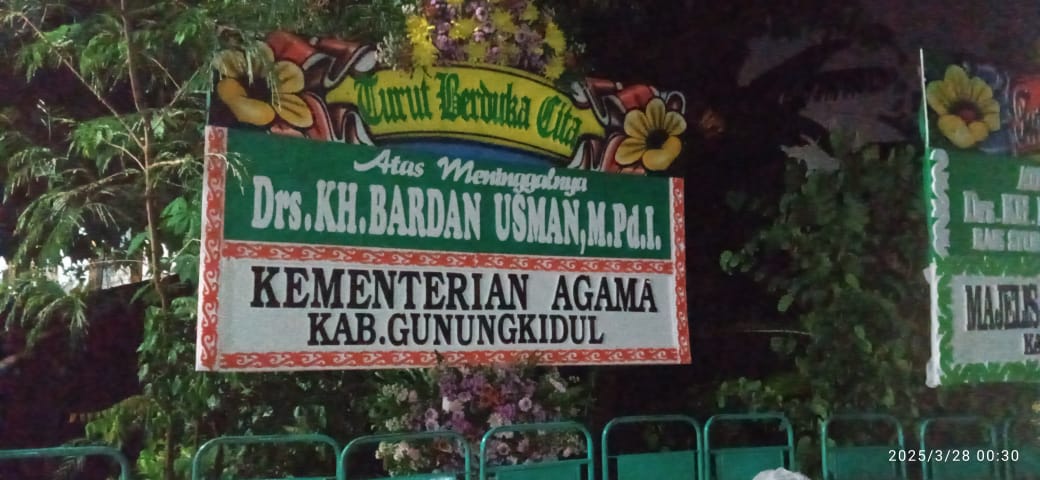 Turut Berduka Cita
Atas Meninggalnya
Drs.KH.BARDAN USMAN,M.Pd.I.
KEMENTERIAN AGAMA
KAB.GUNUNGKIDUL
Drs.KH.
MAJELIS
2025/3/28 00:30